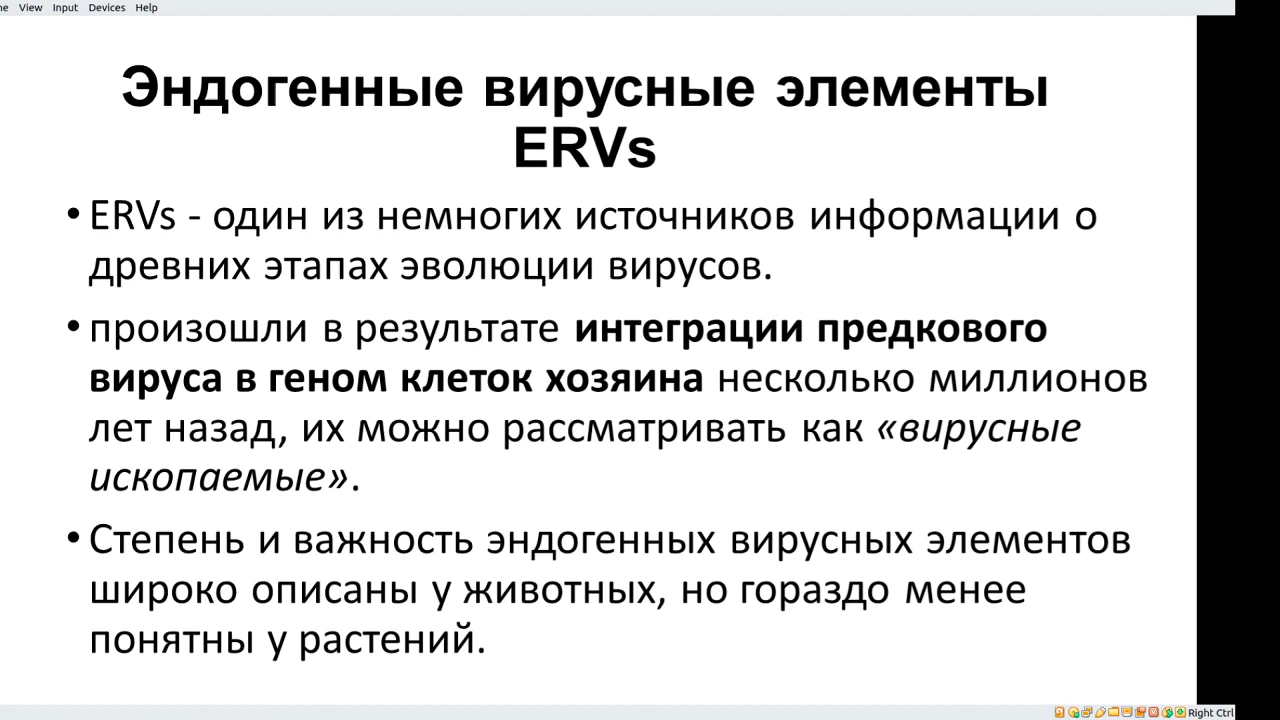 ne View Input Devices Help
Эндогенные вирусные элементы
ERVs
• ERVs - один из немногих источников информации о
древних этапах эволюции вирусов.
• произошли в результате интеграции предкового
вируса в геном клеток хозяина несколько миллионов
лет назад, их можно рассматривать как «вирусные
ископаемые».
• Степень и важность эндогенных вирусных элементов
широко описаны у животных, но гораздо менее
понятны у растений.
Right Ctrl